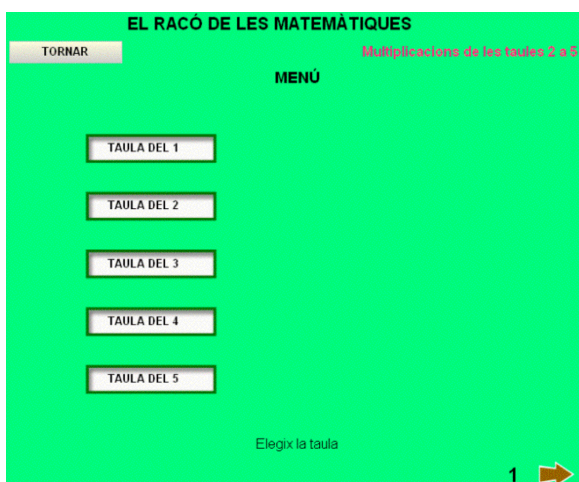 EL RACÓ DE LES MATEMÀTIQUES
TORNAR
Multiplicacions de les taules 2 a 5
MENÚ
TAULA DEL 1
TAULA DEL 2
TAULA DEL 3
TAULA DEL 4
TAULA DEL 5
Elegix la taula
1